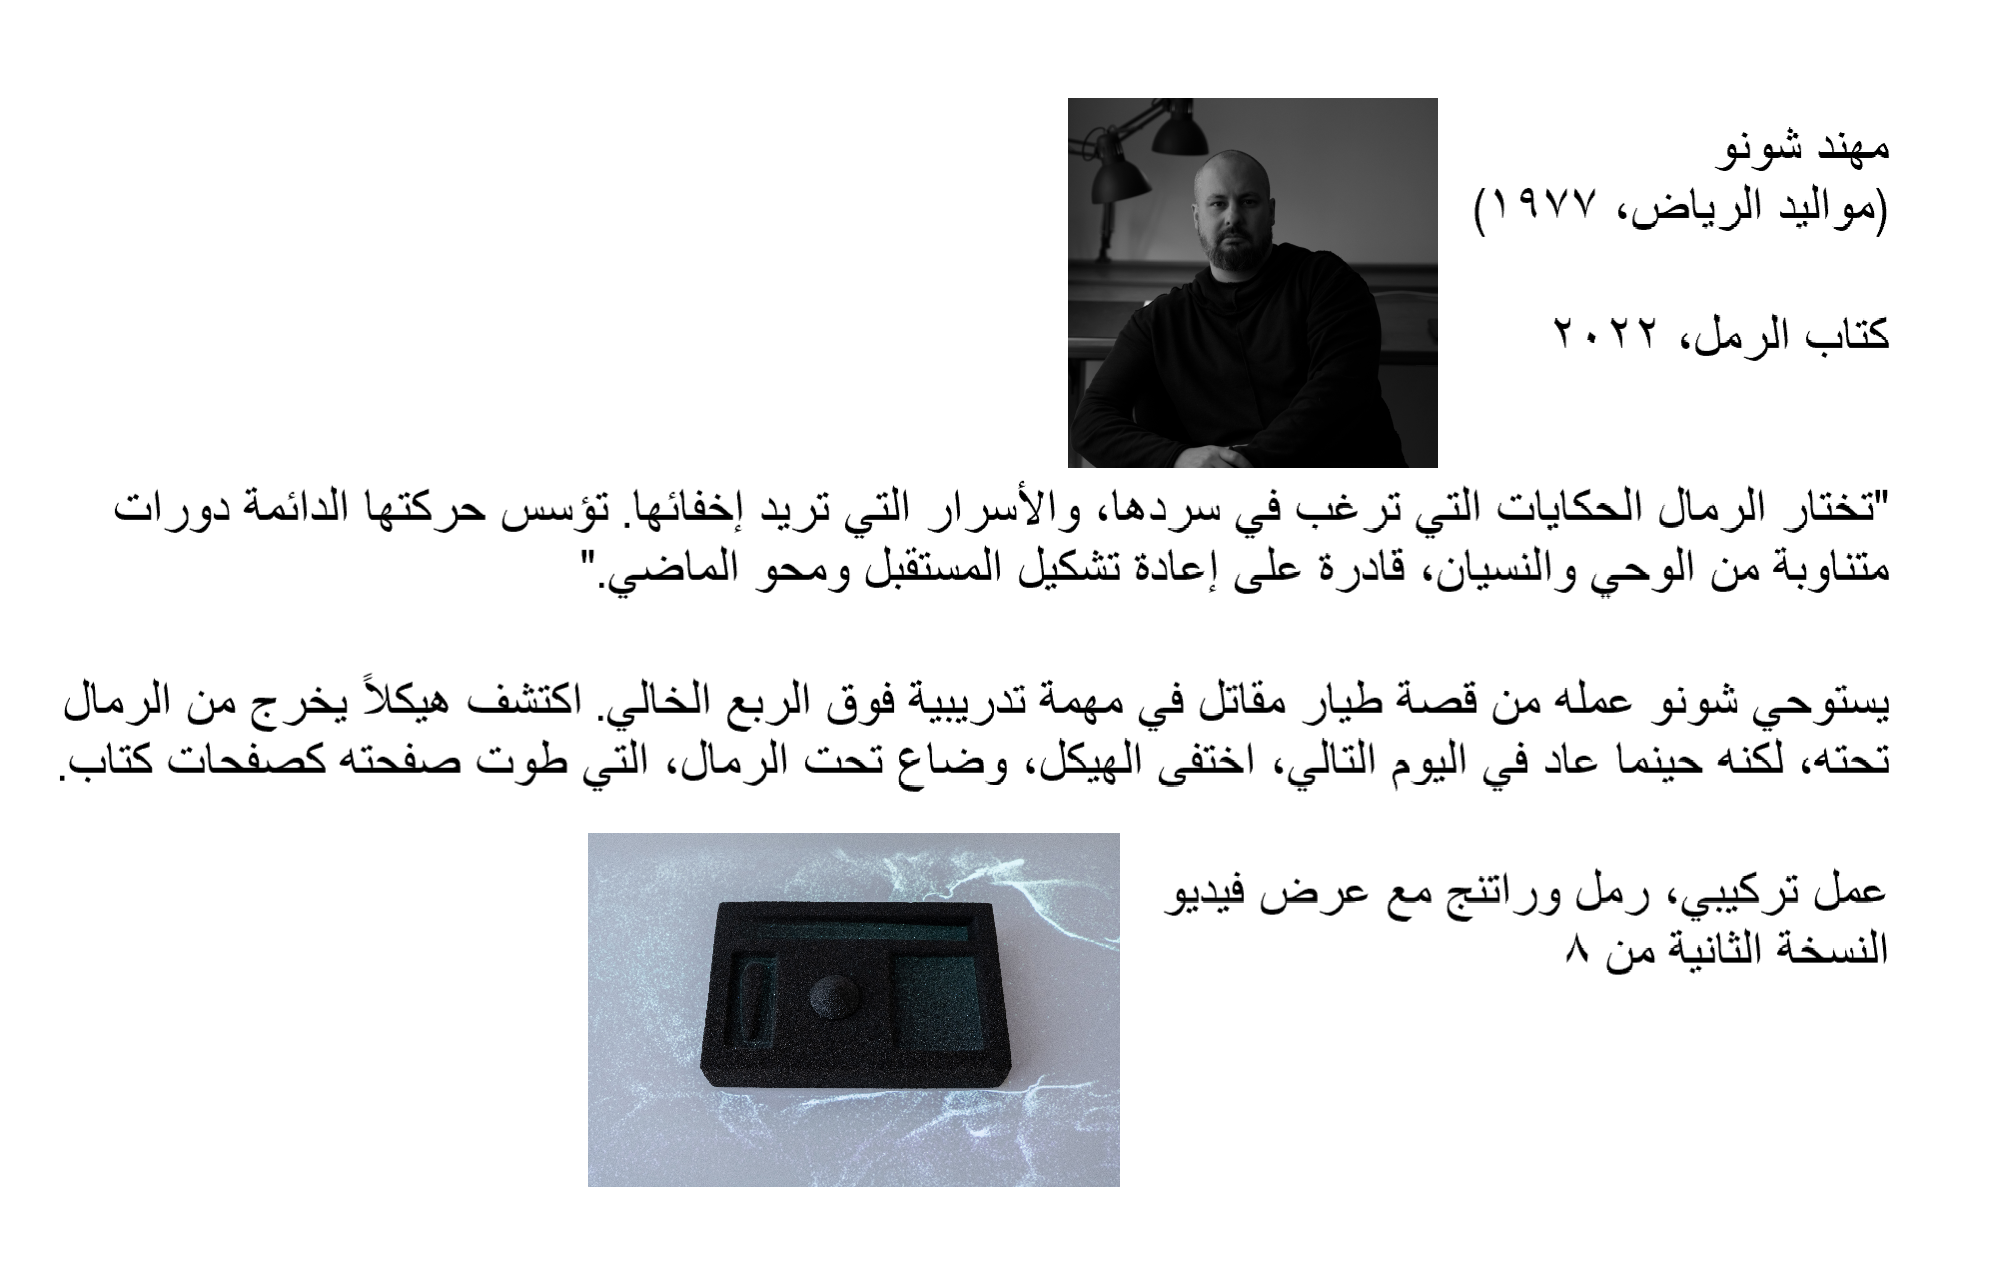 مهند شونو
(مواليد الرياض، ١٩٧٧)
كتاب الرمل، ٢٠٢٢
"تختار الرمال الحكايات التي ترغب في سردها، والأسرار التي تريد إخفائها. تؤسس حركتها الدائمة دورات
متناوبة من الوحي والنسيان، قادرة على إعادة تشكيل المستقبل ومحو الماضي."
يستوحي شونو عمله من قصة طيار مقاتل في مهمة تدريبية فوق الربع الخالي. اكتشف هيكلاً يخرج من الرمال
تحته، لكنه حينما عاد في اليوم التالي، اختفى الهيكل، وضاع تحت الرمال، التي طوت صفحته كصفحات كتاب.
عمل تركيبي، رمل وراتنج مع عرض فيديو
النسخة الثانية من ٨